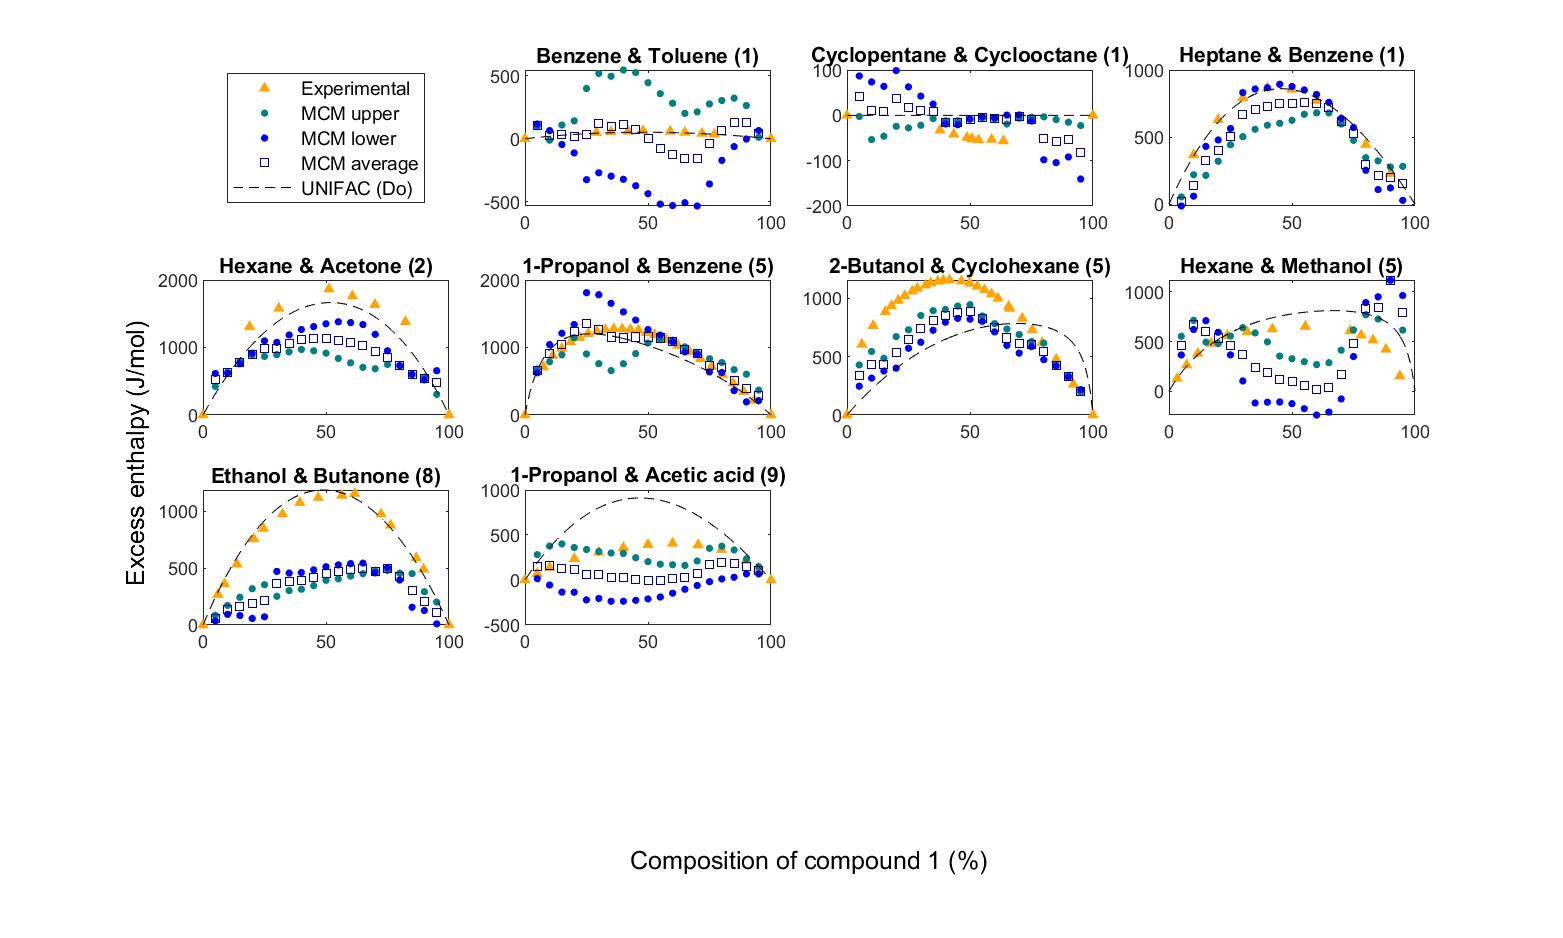 Experimental
MCM upper
MCM lower
MCM average
UNIFAC (Do)
Benzene & Toluene (1)
500
0
-500
0 50 100
Cyclopentane & Cyclooctane (1)
100
0
-100
-200
0 50 100
Heptane & Benzene (1)
1000
500
0
0 50 100
Hexane & Acetone (2)
2000
1000
0
0 50 100
1-Propanol & Benzene (5)
2000
1000
0
0 50 100
2-Butanol & Cyclohexane (5)
1000
500
0
0 50 100
Hexane & Methanol (5)
1000
500
0
0 50 100
Ethanol & Butanone (8)
1000
500
0
0 50 100
1-Propanol & Acetic acid (9)
1000
500
0
-500
0 50 100
Excess enthalpy (J/mol)
Composition of compound 1 (%)